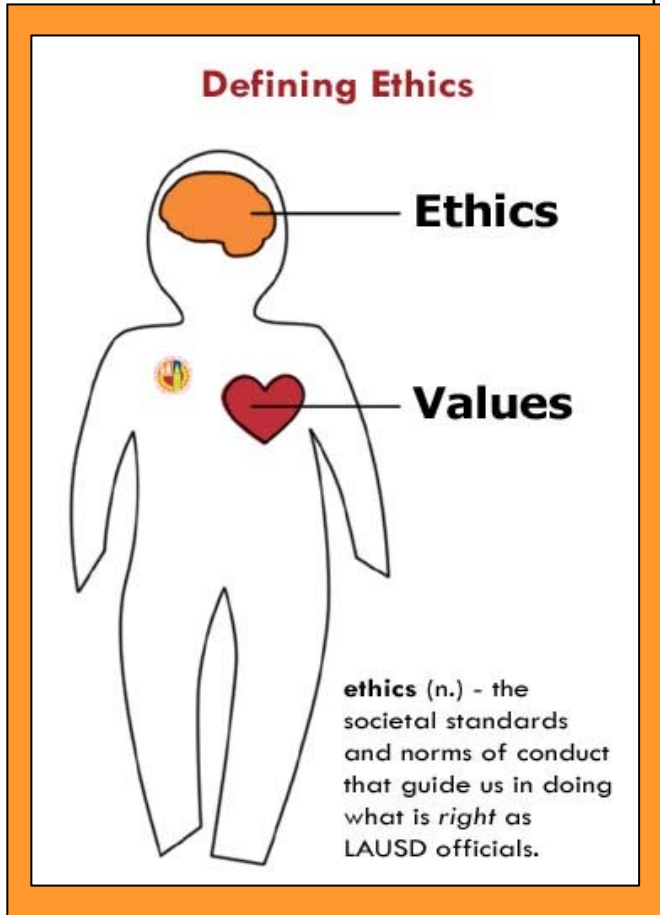 Defining Ethics
Ethics
Values
ethics (n.) - the
societal standards
and norms of conduct
that guide us in doing
what is right as
LAUSD officials.